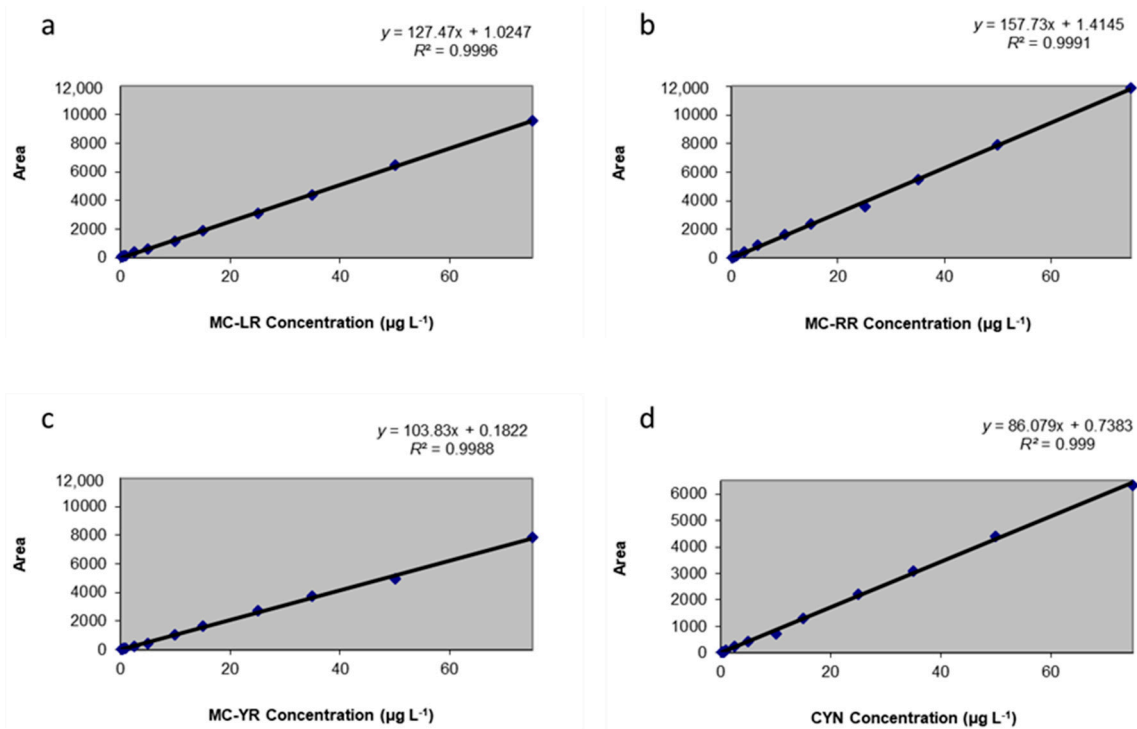 a
y = 127.47x + 1.0247
R² = 0.9996
12,000
10000
8000
6000
4000
2000
0
Area
0 20 40 60
MC-LR Concentration (µg L⁻¹)
b
y = 157.73x + 1.4145
R² = 0.9991
12,000
10000
8000
6000
4000
2000
0
Area
0 20 40 60
MC-RR Concentration (µg L⁻¹)
c
y = 103.83x + 0.1822
R² = 0.9988
12,000
10000
8000
6000
4000
2000
0
Area
0 20 40 60
MC-YR Concentration (µg L⁻¹)
d
y = 86.079x + 0.7383
R² = 0.999
6000
5000
4000
3000
2000
1000
0
Area
0 20 40 60
CYN Concentration (µg L⁻¹)